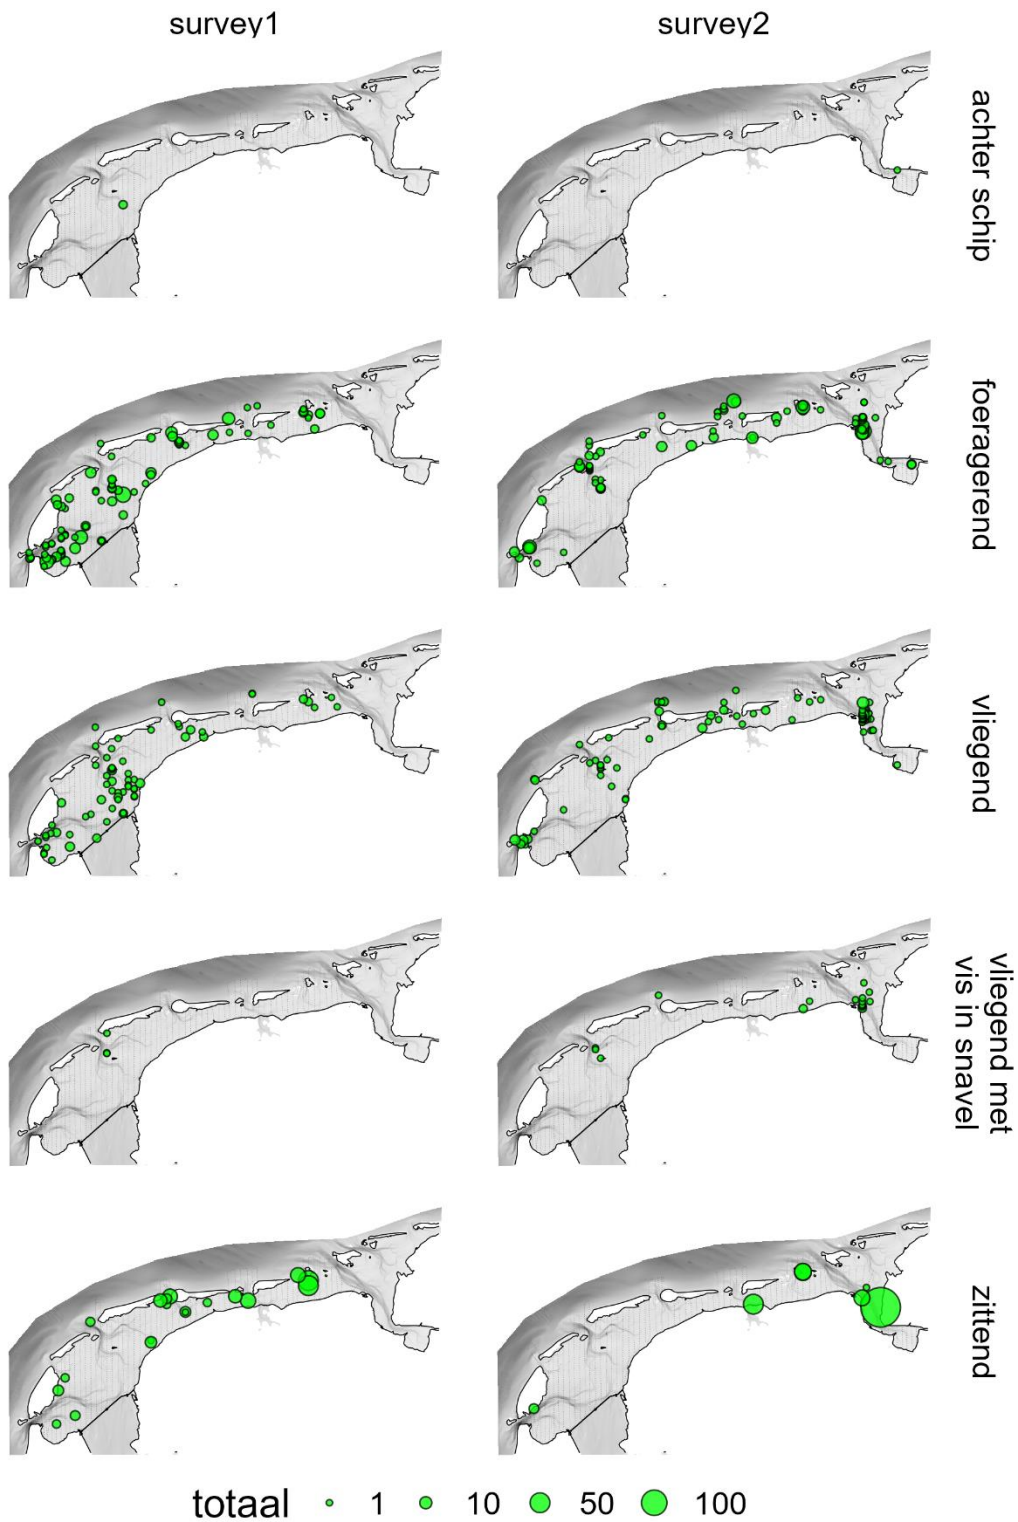 survey1
survey2
achter schip
foeragerend
vliegend
vliegend met
vis in snavel
zittend
totaal 1 10 50 100